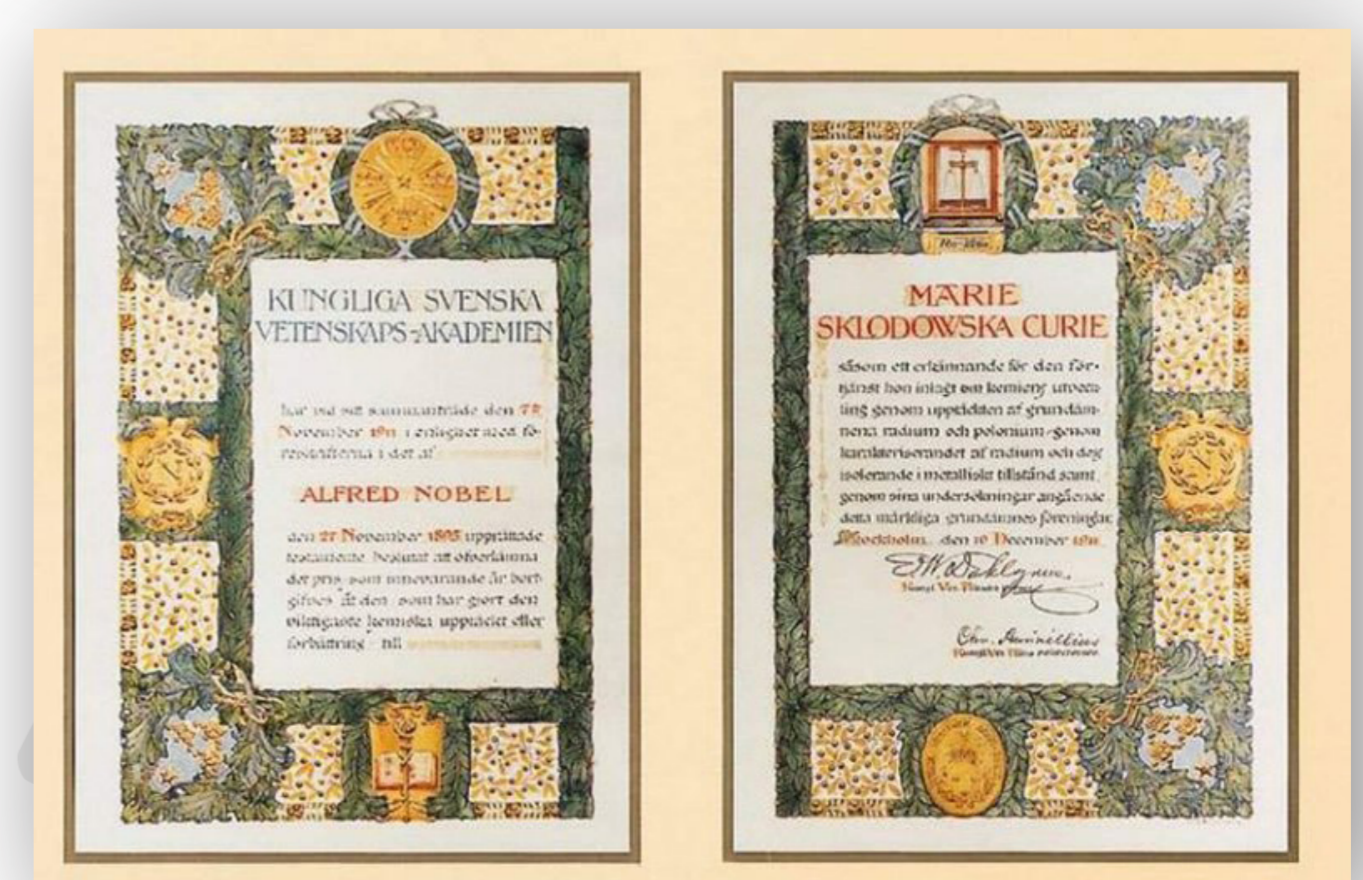 KUNGLIGA SVENSKA
VETENSKAPS-AKADEMIEN
har vid sitt sammanträde den
November 1911 i enlighet med fö-
reskrifterna i det af
ALFRED NOBEL
den 27 November 1895 upprättade
testamente beslutat att öfverlämna
det pris som innevarande år bort-
gifves åt den som har gjort den
viktigaste kemiska upptäckt eller
förbättring till
MARIE
SKLODOWSKA CURIE
såsom ett erkännande för den för-
tjänst hon inlagt om kemiens utveck-
ling genom upptäckten af grundäm-
nena radium och polonium genom
karakteriserandet af radium och dess
isolerande i metalliskt tillstånd samt
genom sina undersökningar angående
detta märkliga grundämnes föreningar
Stockholm den 10 December 1911